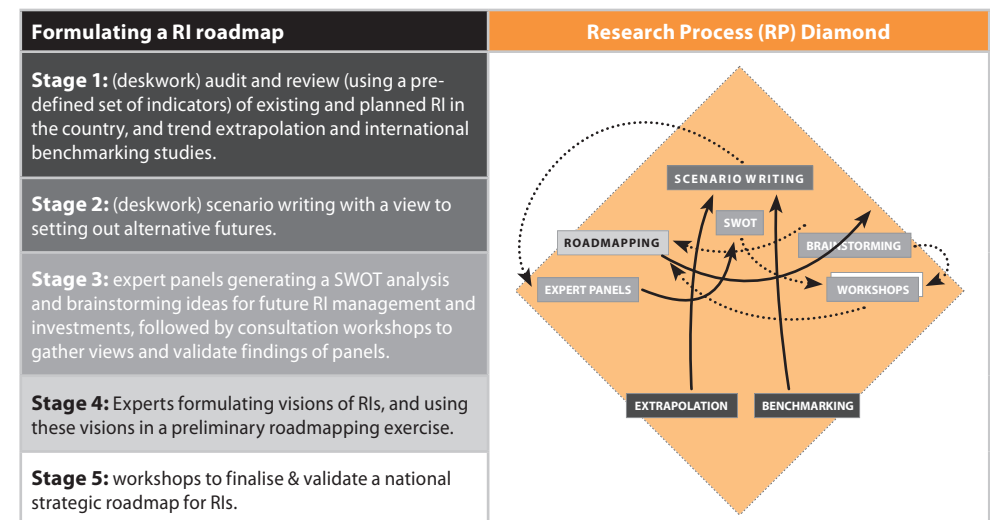 Formulating a RI roadmap
Research Process (RP) Diamond
Stage 1: (deskwork) audit and review (using a pre-
defined set of indicators) of existing and planned RI in
the country, and trend extrapolation and international
benchmarking studies.
Stage 2: (deskwork) scenario writing with a view to
setting out alternative futures.
Stage 3: expert panels generating a SWOT analysis
and brainstorming ideas for future RI management and
investments, followed by consultation workshops to
gather views and validate findings of panels.
Stage 4: Experts formulating visions of RIs, and using
these visions in a preliminary roadmapping exercise.
Stage 5: workshops to finalise & validate a national
strategic roadmap for RIs.
SCENARIO WRITING
SWOT
ROADMAPPING
BRAINSTORMING
EXPERT PANELS
WORKSHOPS
EXTRAPOLATION
BENCHMARKING